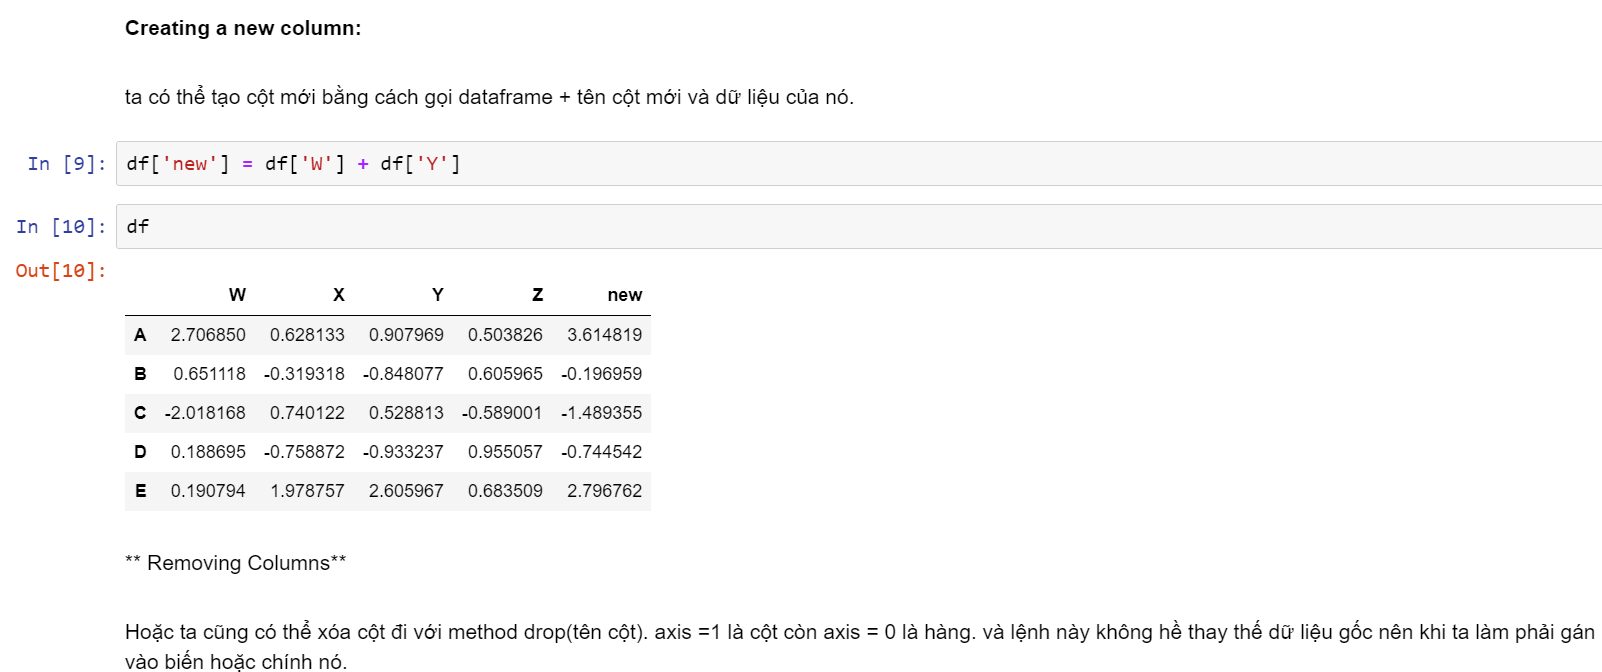 Creating a new column:
ta có thể tạo cột mới bằng cách gọi dataframe + tên cột mới và dữ liệu của nó.
In [9]: df['new'] = df['W'] + df['Y']
In [10]: df
Out[10]:
W X Y Z new
A 2.706850 0.628133 0.907969 0.503826 3.614819
B 0.651118 -0.319318 -0.848077 0.605965 -0.196959
C -2.018168 0.740122 0.528813 -0.589001 -1.489355
D 0.188695 -0.758872 -0.933237 0.955057 -0.744542
E 0.190794 1.978757 2.605967 0.683509 2.796762
** Removing Columns**
Hoặc ta cũng có thể xóa cột đi với method drop(tên cột). axis =1 là cột còn axis = 0 là hàng. và lệnh này không hề thay thế dữ liệu gốc nên khi ta làm phải gán
vào biến hoặc chính nó.